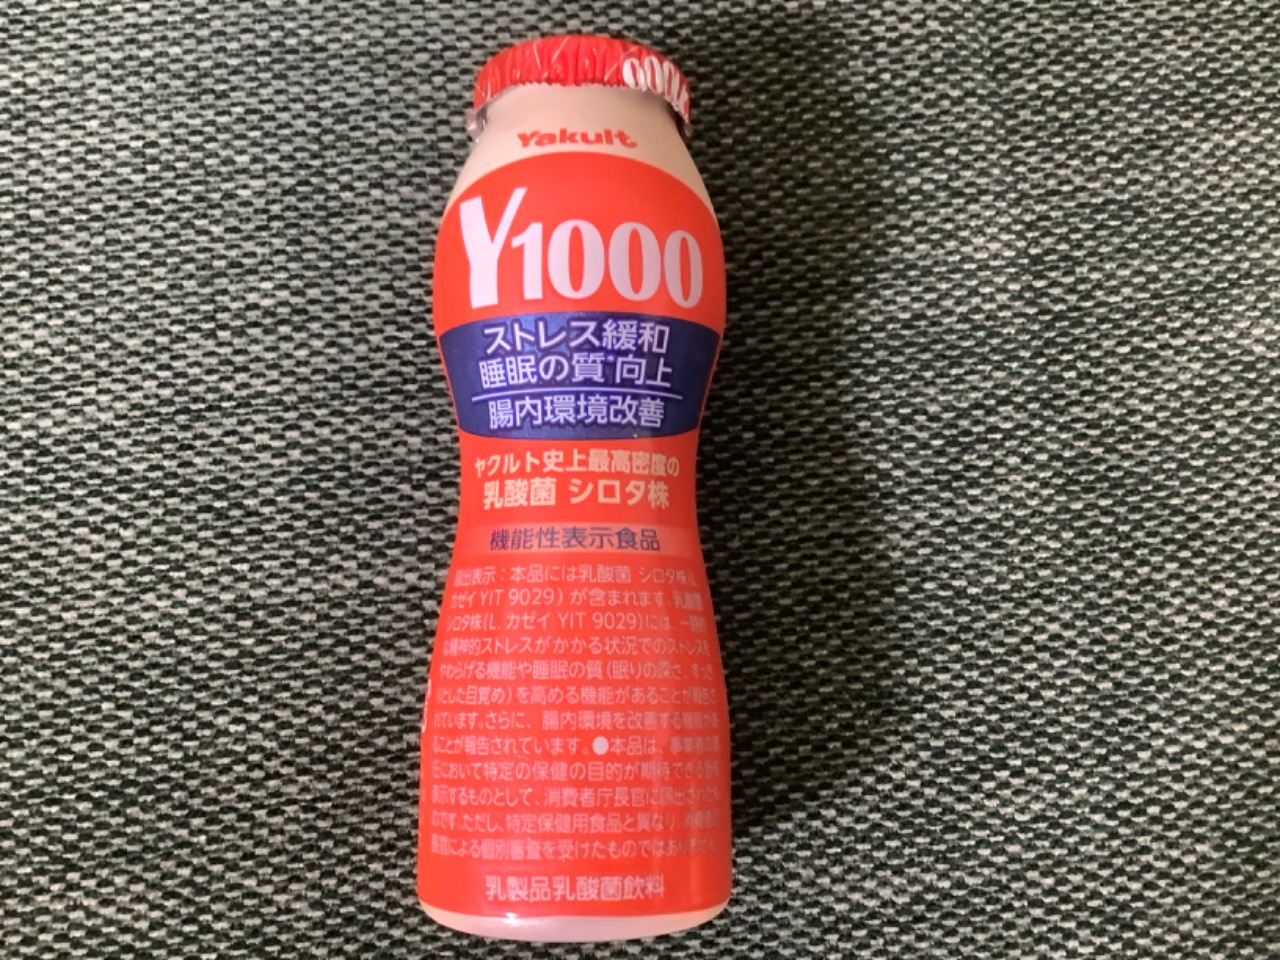 Yakult
Y1000
ストレス緩和
睡眠の質*向上
腸内環境改善
ヤクルト史上最高密度の
乳酸菌 シロタ株
機能性表示食品
届出表示：本品には乳酸菌 シロタ株(L.
カゼイ YIT 9029) が含まれます。乳酸菌
シロタ株(L. カゼイ YIT 9029)には、一時的
な精神的ストレスがかかる状況でのストレスを
やわらげる機能や睡眠の質(眠りの深さ、すっき
りとした目覚め)を高める機能があることが報告さ
れています。さらに、腸内環境を改善する機能があ
ることが報告されています。●本品は、事業者の責
任において特定の保健の目的が期待できる旨を
表示するものとして、消費者庁長官に届出されたも
のです。ただし、特定保健用食品と異なり、消費者庁
長官による個別審査を受けたものではありません。
乳製品乳酸菌飲料